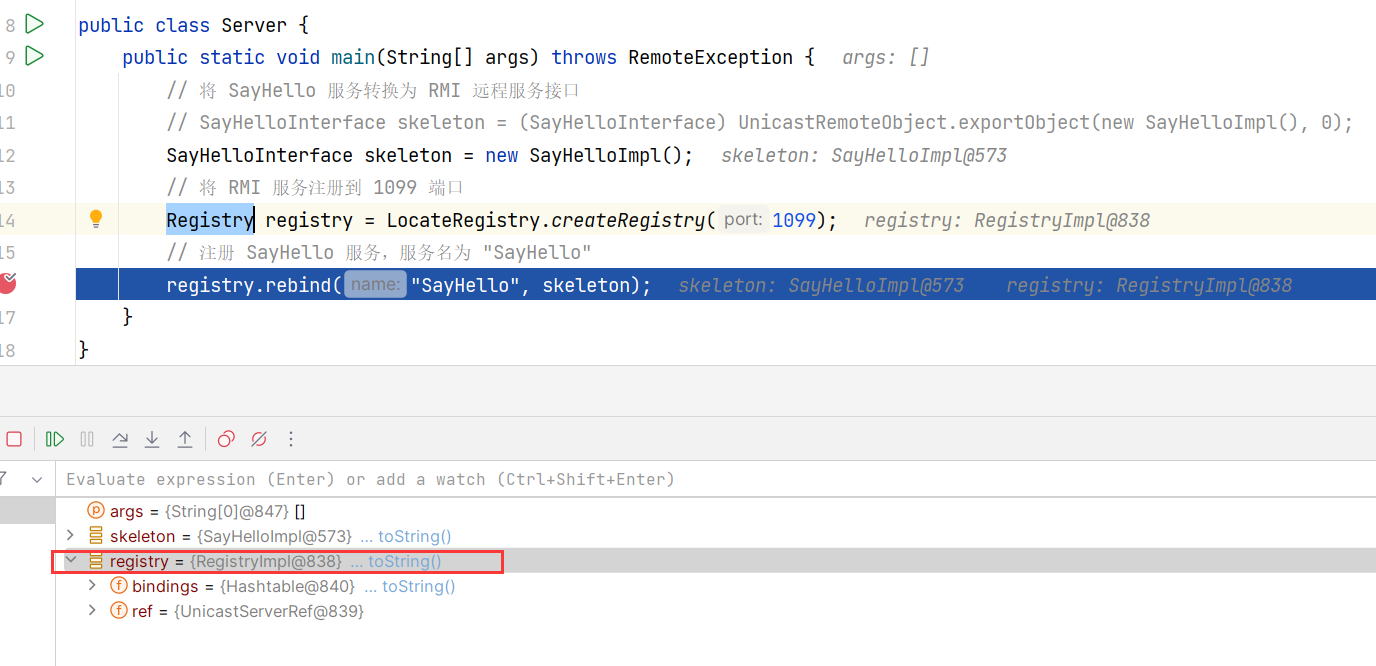 8 public class Server {
9 public static void main(String[] args) throws RemoteException { args: []
10 // 将 SayHello 服务转换为 RMI 远程服务接口
11 // SayHelloInterface skeleton = (SayHelloInterface) UnicastRemoteObject.exportObject(new SayHelloImpl(), 0);
12 SayHelloInterface skeleton = new SayHelloImpl(); skeleton: SayHelloImpl@573
13 // 将 RMI 服务注册到 1099 端口
14 Registry registry = LocateRegistry.createRegistry( port: 1099); registry: RegistryImpl@838
15 // 注册 SayHello 服务，服务名为 "SayHello"
registry.rebind( name: "SayHello", skeleton); skeleton: SayHelloImpl@573 registry: RegistryImpl@838
17 }
18 }
Evaluate expression (Enter) or add a watch (Ctrl+Shift+Enter)
p args = {String[0]@847} []
skeleton = {SayHelloImpl@573} ... toString()
registry = {RegistryImpl@838} ... toString()
f bindings = {Hashtable@840} ... toString()
f ref = {UnicastServerRef@839}